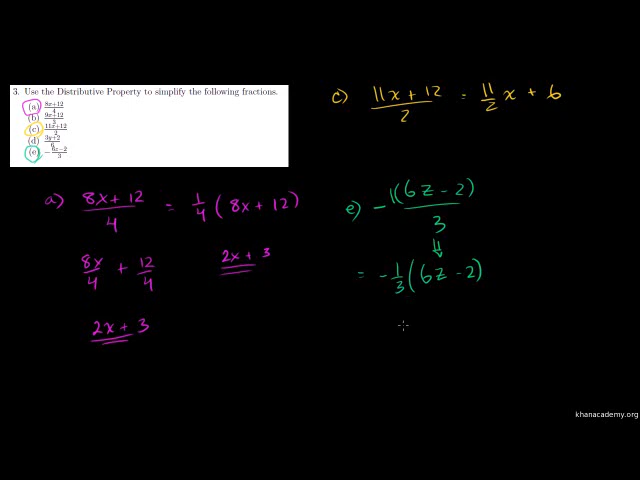 3. Use the Distributive Property to simplify the following fractions.
(a) (8x+12)/4
(b) (9x+12)/3
(c) (11x+12)/2
(d) (3y+2)/6
(e) -(6z-2)/3
c) (11x + 12)/2 = 11/2 x + 6
a) (8x + 12)/4 = 1/4 (8x + 12)
8x/4 + 12/4
2x + 3
2x + 3
e) - 1(6z - 2)/3
= -1/3 (6z - 2)
khanacademy.org